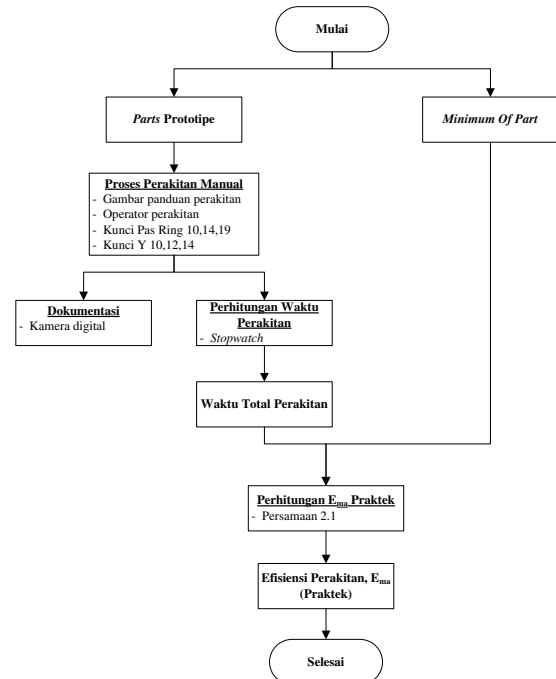 Mulai
Parts Prototipe
Minimum Of Part
Proses Perakitan Manual
- Gambar panduan perakitan
- Operator perakitan
- Kunci Pas Ring 10,14,19
- Kunci Y 10,12,14
Dokumentasi
- Kamera digital
Perhitungan Waktu
Perakitan
- Stopwatch
Waktu Total Perakitan
Perhitungan Ema Praktek
- Persamaan 2.1
Efisiensi Perakitan, Ema
(Praktek)
Selesai